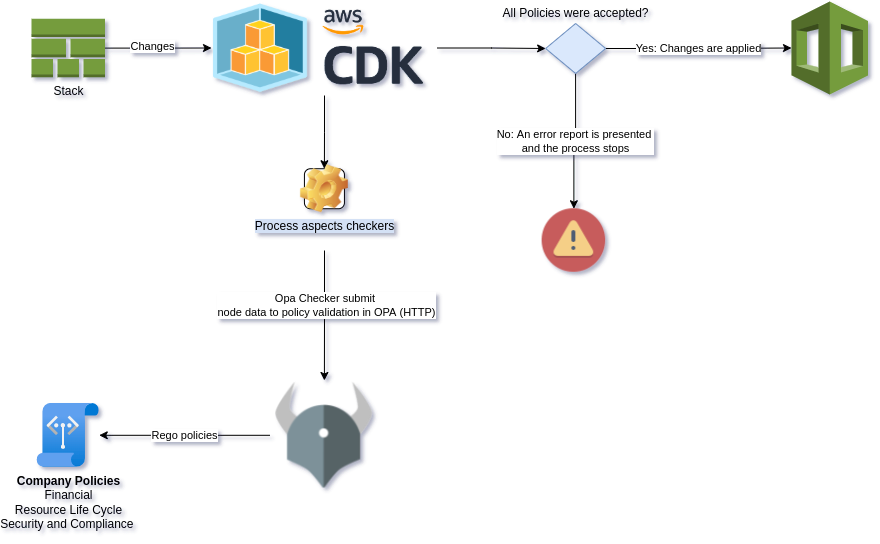 All Policies were accepted?
aws
CDK
Changes
Yes: Changes are applied
Stack
No: An error report is presented
and the process stops
Process aspects checkers
Opa Checker submit
node data to policy validation in OPA (HTTP)
Rego policies
Company Policies
Financial
Resource Life Cycle
Security and Compliance